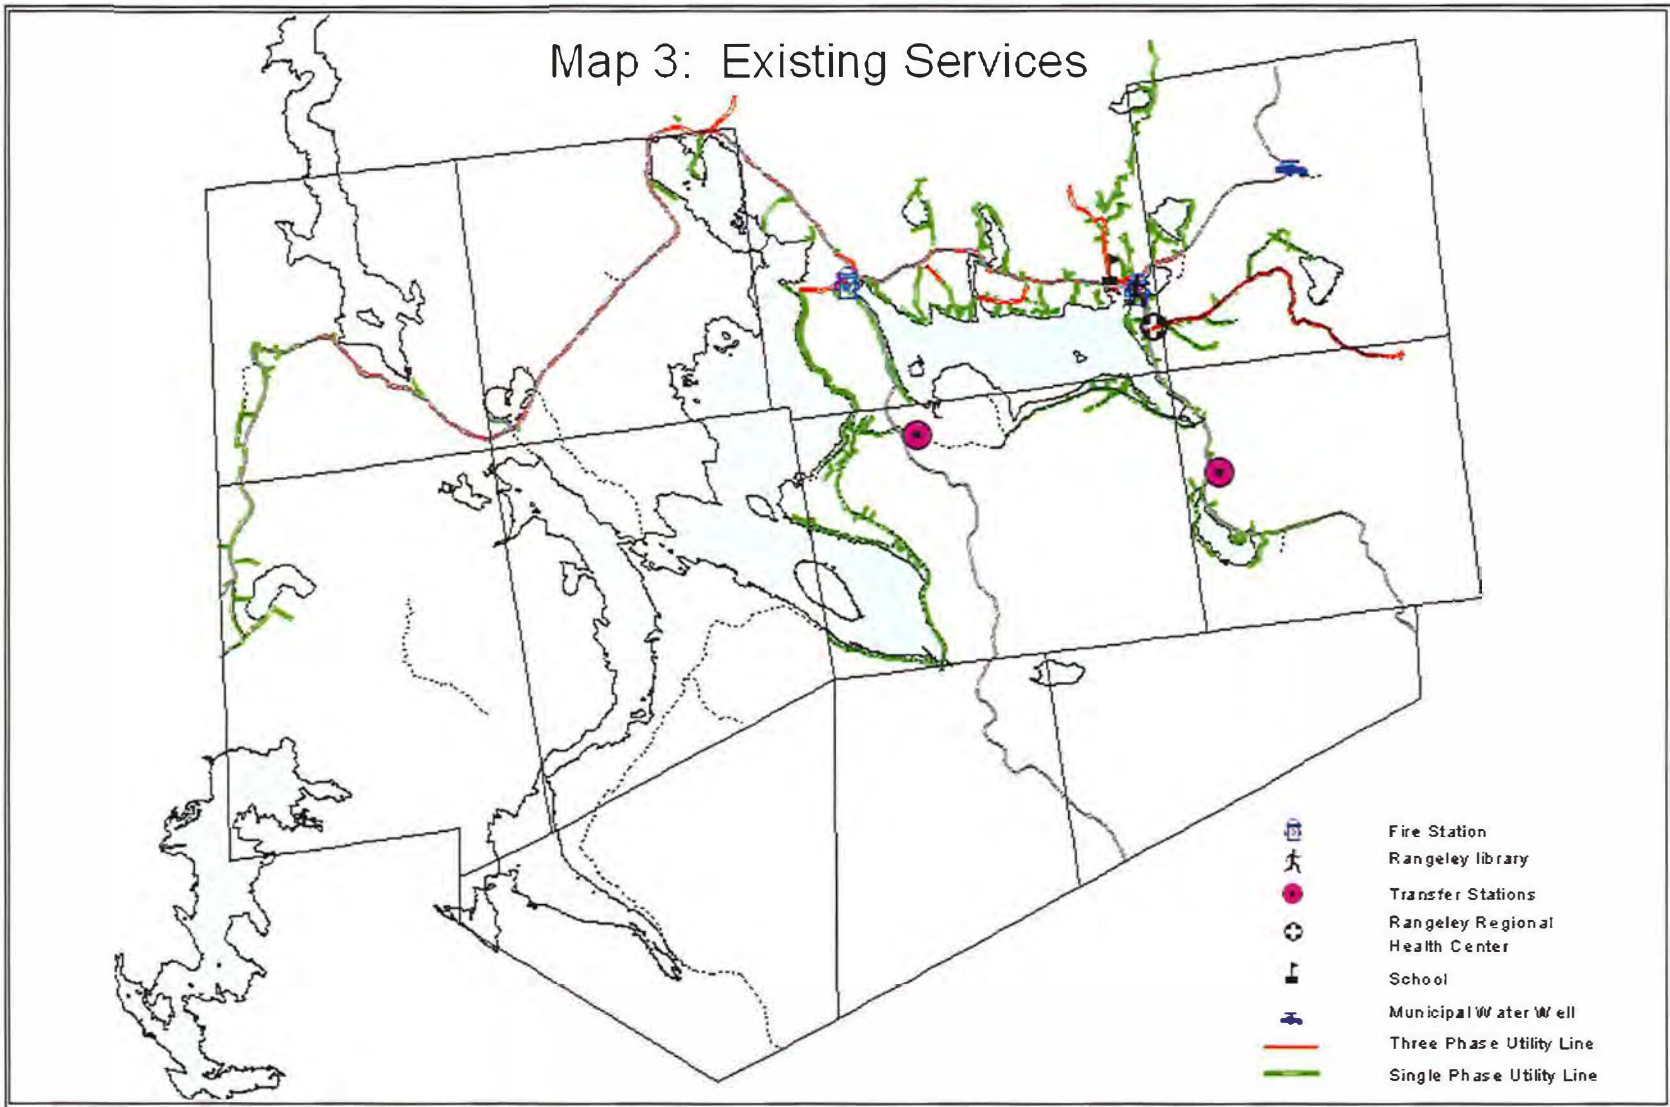 Map 3: Existing Services
Fire Station
Rangeley library
Transfer Stations
Rangeley Regional
Health Center
School
Municipal Water Well
Three Phase Utility Line
Single Phase Utility Line